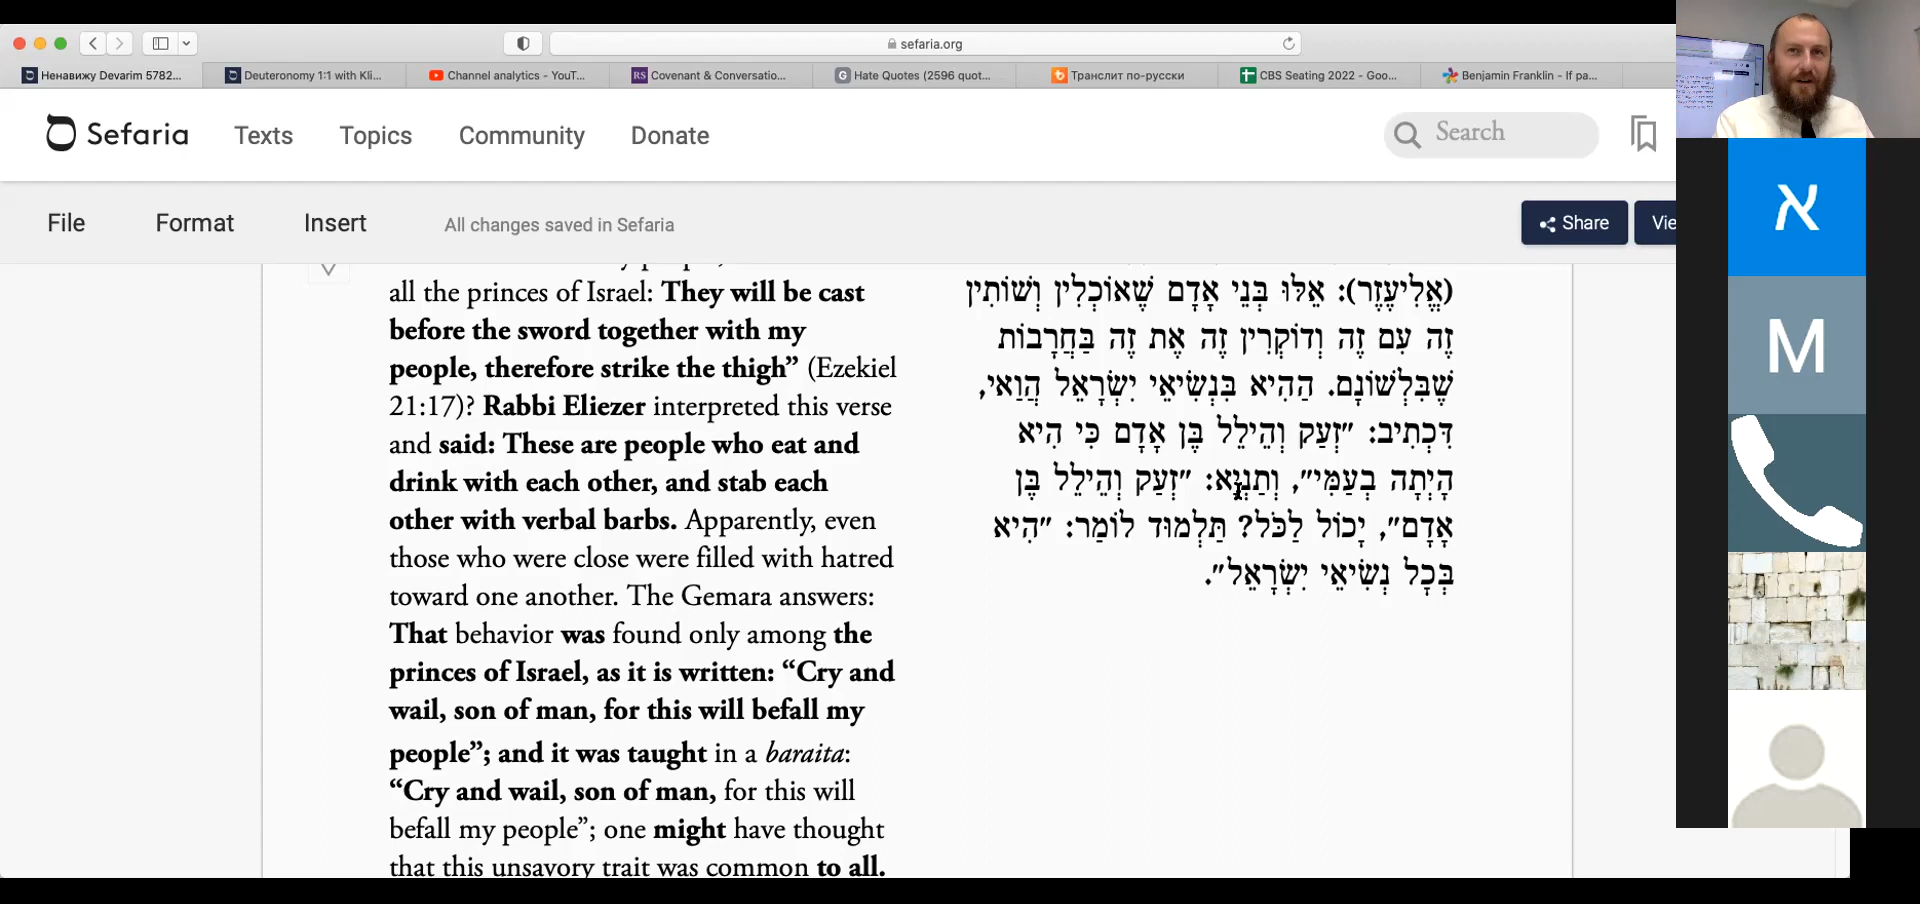 sefaria.org
Ненавижу Devarim 5782...
Deuteronomy 1:1 with Kli...
Channel analytics - YouT...
RS Covenant & Conversatio...
G Hate Quotes (2596 quot...
Транслит по-русски
CBS Seating 2022 - Goo...
Benjamin Franklin - If pa...
Sefaria
Texts
Topics
Community
Donate
Search
File
Format
Insert
All changes saved in Sefaria
Share
Vie
all the princes of Israel: They will be cast
before the sword together with my
people, therefore strike the thigh” (Ezekiel
21:17)? Rabbi Eliezer interpreted this verse
and said: These are people who eat and
drink with each other, and stab each
other with verbal barbs. Apparently, even
those who were close were filled with hatred
toward one another. The Gemara answers:
That behavior was found only among the
princes of Israel, as it is written: “Cry and
wail, son of man, for this will befall my
people”; and it was taught in a baraita:
“Cry and wail, son of man, for this will
befall my people”; one might have thought
that this unsavory trait was common to all.
(אֱלִיעֶזֶר): אֵלּוּ בְּנֵי אָדָם שֶׁאוֹכְלִין וְשׁוֹתִין
זֶה עִם זֶה וְדוֹקְרִין זֶה אֶת זֶה בַּחֲרָבוֹת
שֶׁבִּלְשׁוֹנָם. הַהִיא בִּנְשִׂיאֵי יִשְׂרָאֵל הֲוַאי,
דִּכְתִיב: ״זְעַק וְהֵילֵל בֶּן אָדָם כִּי הִיא
הָיְתָה בְעַמִּי״, וְתַנְיָא: ״זְעַק וְהֵילֵל בֶּן
אָדָם״, יָכוֹל לַכֹּל? תַּלְמוּד לוֹמַר: ״הִיא
בְּכָל נְשִׂיאֵי יִשְׂרָאֵל״.
א
M